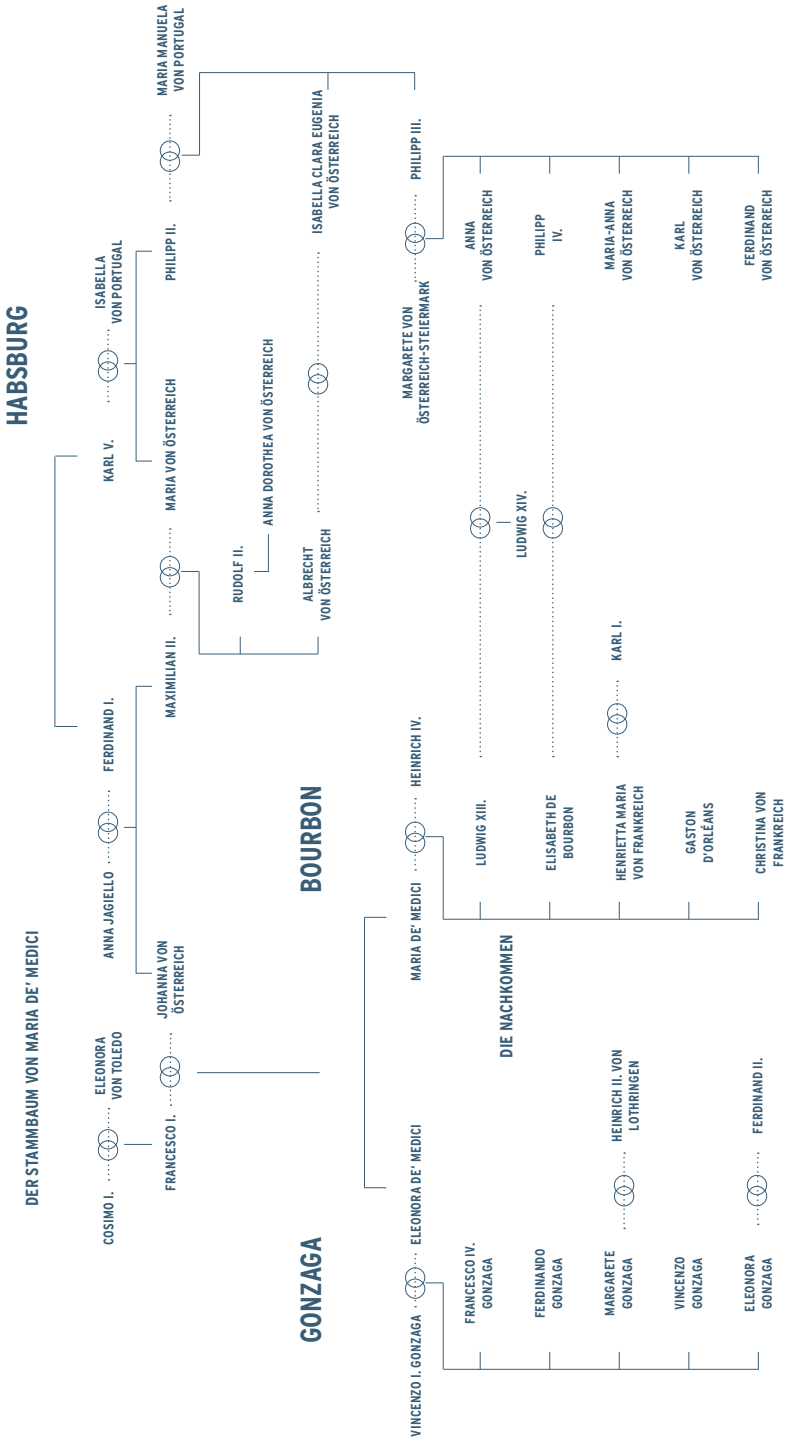 DER STAMMBAUM VON MARIA DE' MEDICI
HABSBURG
COSIMO I.
ELEONORA
VON TOLEDO
ANNA JAGIELLO
FERDINAND I.
KARL V.
ISABELLA
VON PORTUGAL
FRANCESCO I.
JOHANNA VON
ÖSTERREICH
MAXIMILIAN II.
MARIA VON ÖSTERREICH
PHILIPP II.
MARIA MANUELA
VON PORTUGAL
RUDOLF II.
ANNA DOROTHEA VON ÖSTERREICH
ALBRECHT
VON ÖSTERREICH
ISABELLA CLARA EUGENIA
VON ÖSTERREICH
GONZAGA
BOURBON
VINCENZO I. GONZAGA
ELEONORA DE' MEDICI
MARIA DE' MEDICI
HEINRICH IV.
MARGARETE VON
ÖSTERREICH-STEIERMARK
PHILIPP III.
DIE NACHKOMMEN
FRANCESCO IV.
GONZAGA
LUDWIG XIII.
ANNA
VON ÖSTERREICH
LUDWIG XIV.
FERDINANDO
GONZAGA
ELISABETH DE
BOURBON
PHILIPP
IV.
MARGARETE
GONZAGA
HEINRICH II. VON
LOTHRINGEN
HENRIETTA MARIA
VON FRANKREICH
KARL I.
MARIA-ANNA
VON ÖSTERREICH
VINCENZO
GONZAGA
GASTON
D'ORLÉANS
KARL
VON ÖSTERREICH
ELEONORA
GONZAGA
FERDINAND II.
CHRISTINA VON
FRANKREICH
FERDINAND
VON ÖSTERREICH